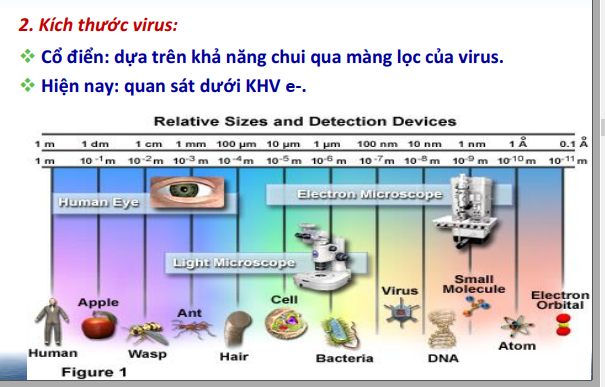 2. Kích thước virus:
❖ Cổ điển: dựa trên khả năng chui qua màng lọc của virus.
❖ Hiện nay: quan sát dưới KHV e-.
Relative Sizes and Detection Devices
1 m 1 dm 1 cm 1 mm 100 µm 10 µm 1 µm 100 nm 10 nm 1 nm 1 Å 0.1 Å
1 m 10⁻¹m 10⁻² m 10⁻³ m 10⁻⁴ m 10⁻⁵ m 10⁻⁶ m 10⁻⁷ m 10⁻⁸ m 10⁻⁹ m 10⁻¹⁰ m 10⁻¹¹ m
Human Eye
Electron Microscope
Light Microscope
Human
Apple
Wasp
Ant
Hair
Cell
Bacteria
Virus
DNA
Small
Molecule
Atom
Electron
Orbital
Figure 1